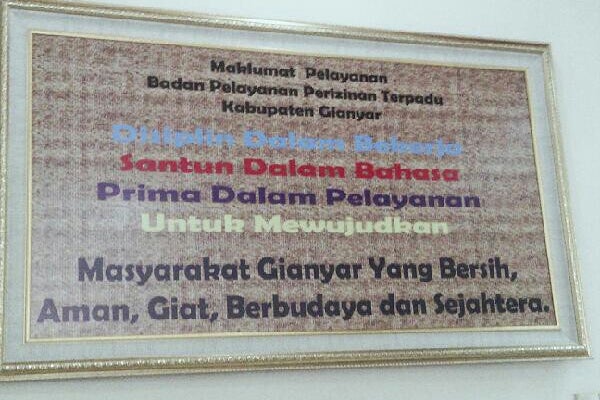 Maklumat Pelayanan
Badan Pelayanan Perizinan Terpadu
Kabupaten Gianyar
Disiplin Dalam Bekerja
Santun Dalam Bahasa
Prima Dalam Pelayanan
Untuk Mewujudkan
Masyarakat Gianyar Yang Bersih,
Aman, Giat, Berbudaya dan Sejahtera.